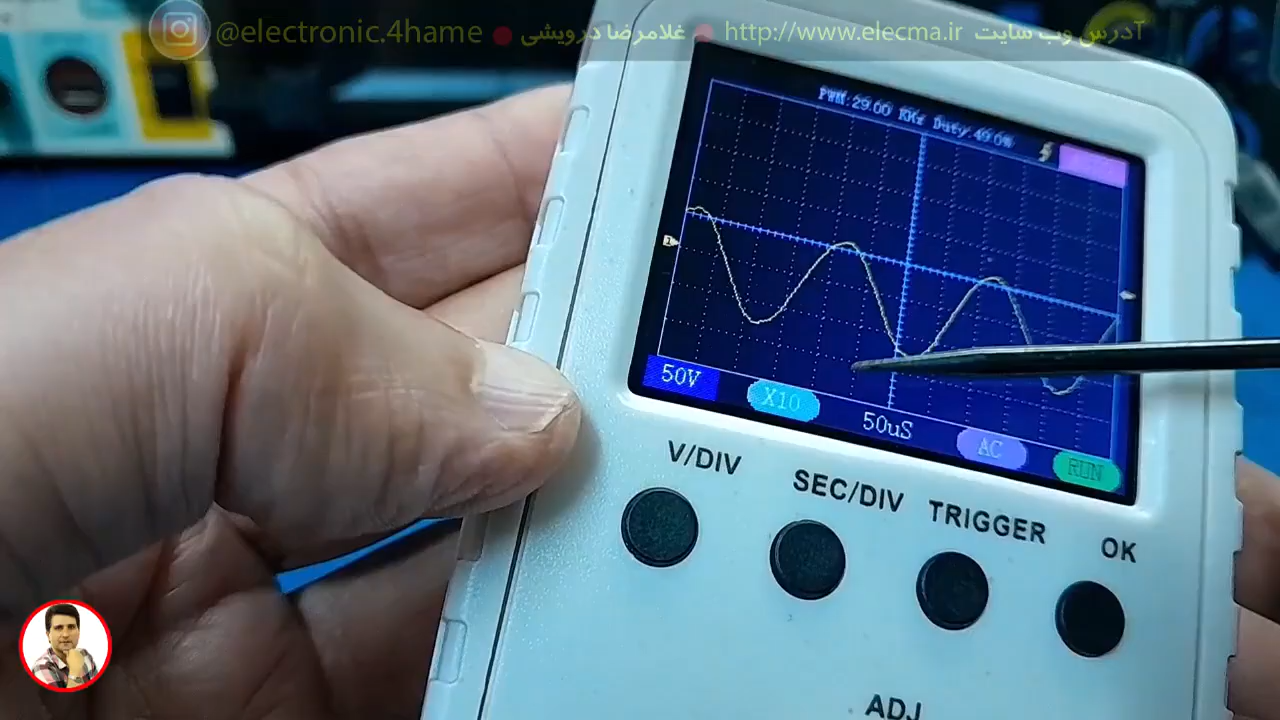 @electronic.4hame ● غلامرضا درویشی ● http://www.elecma.ir آدرس وب سایت
PWM:29.00 KHz Duty:49.0%
1
50V X10 50uS AC RUN
V/DIV SEC/DIV TRIGGER OK
ADJ